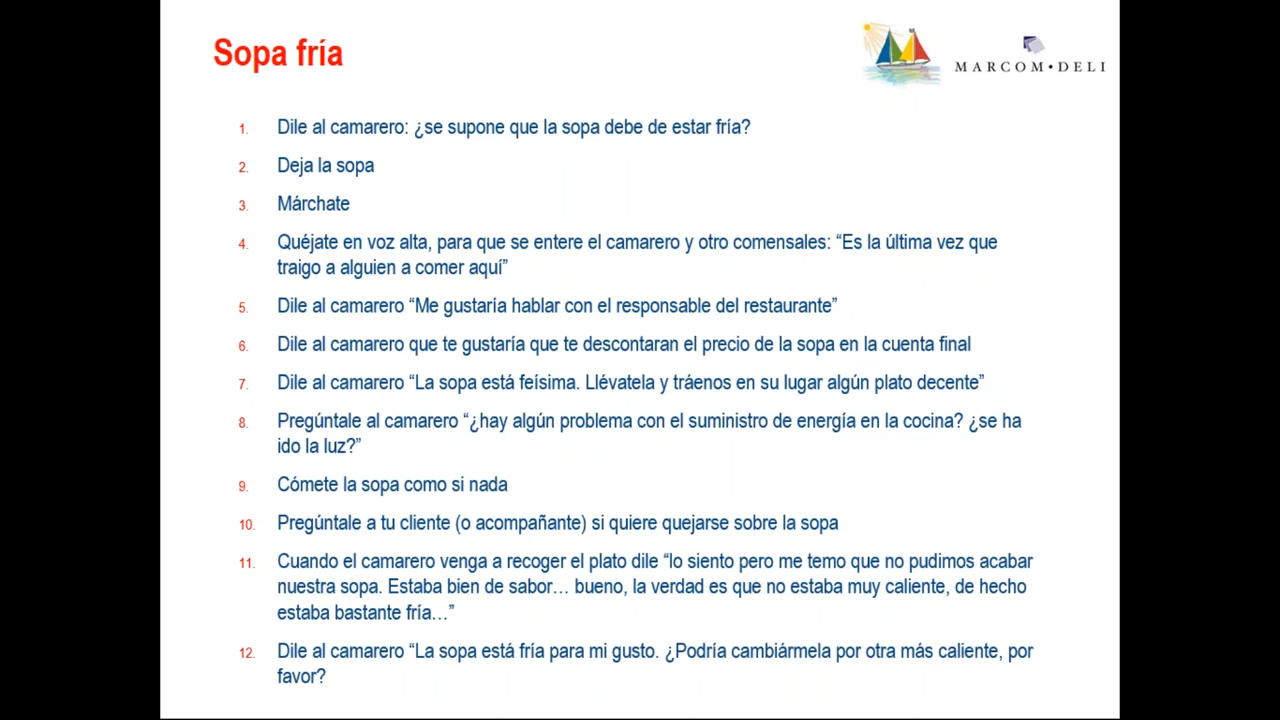 Sopa fría
MARCOM•DELI
1. Dile al camarero: ¿se supone que la sopa debe de estar fría?
2. Deja la sopa
3. Márchate
4. Quéjate en voz alta, para que se entere el camarero y otro comensales: “Es la última vez que
traigo a alguien a comer aquí”
5. Dile al camarero “Me gustaría hablar con el responsable del restaurante”
6. Dile al camarero que te gustaría que te descontaran el precio de la sopa en la cuenta final
7. Dile al camarero “La sopa está feísima. Llévatela y tráenos en su lugar algún plato decente”
8. Pregúntale al camarero “¿hay algún problema con el suministro de energía en la cocina? ¿se ha
ido la luz?”
9. Cómete la sopa como si nada
10. Pregúntale a tu cliente (o acompañante) si quiere quejarse sobre la sopa
11. Cuando el camarero venga a recoger el plato dile “lo siento pero me temo que no pudimos acabar
nuestra sopa. Estaba bien de sabor… bueno, la verdad es que no estaba muy caliente, de hecho
estaba bastante fría…”
12. Dile al camarero “La sopa está fría para mi gusto. ¿Podría cambiármela por otra más caliente, por
favor?